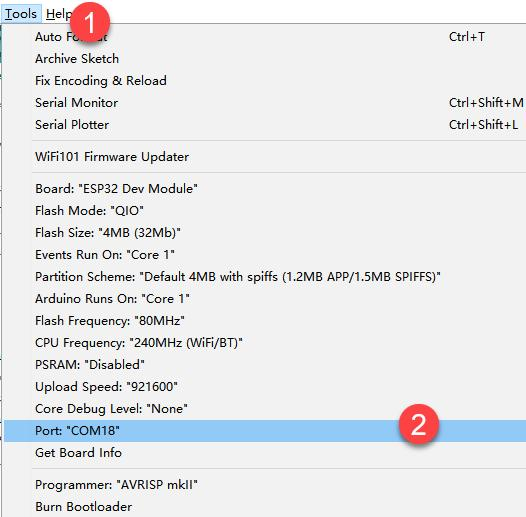 Tools Help
1
Auto Format Ctrl+T
Archive Sketch
Fix Encoding & Reload
Serial Monitor Ctrl+Shift+M
Serial Plotter Ctrl+Shift+L
WiFi101 Firmware Updater
Board: "ESP32 Dev Module"
Flash Mode: "QIO"
Flash Size: "4MB (32Mb)"
Events Run On: "Core 1"
Partition Scheme: "Default 4MB with spiffs (1.2MB APP/1.5MB SPIFFS)"
Arduino Runs On: "Core 1"
Flash Frequency: "80MHz"
CPU Frequency: "240MHz (WiFi/BT)"
PSRAM: "Disabled"
Upload Speed: "921600"
Core Debug Level: "None"
Port: "COM18" 2
Get Board Info
Programmer: "AVRISP mkII"
Burn Bootloader